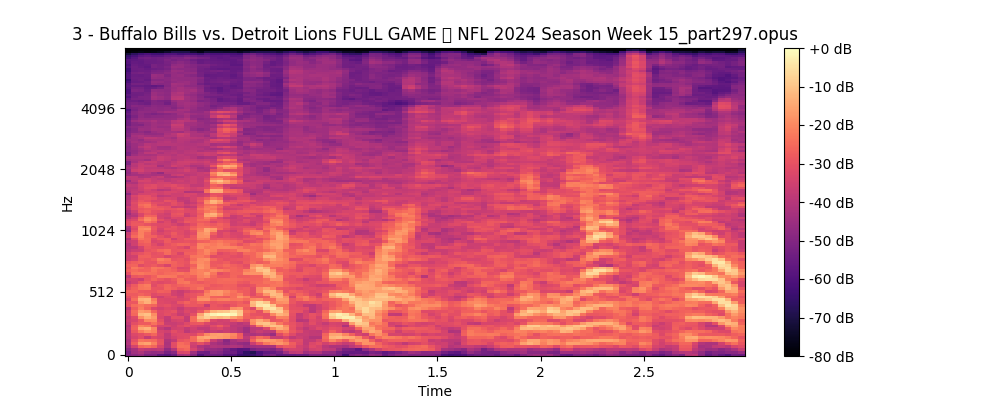 3 - Buffalo Bills vs. Detroit Lions FULL GAME ▯ NFL 2024 Season Week 15_part297.opus
+0 dB
-10 dB
-20 dB
-30 dB
-40 dB
-50 dB
-60 dB
-70 dB
-80 dB
4096
2048
1024
512
0
Hz
0 0.5 1 1.5 2 2.5
Time